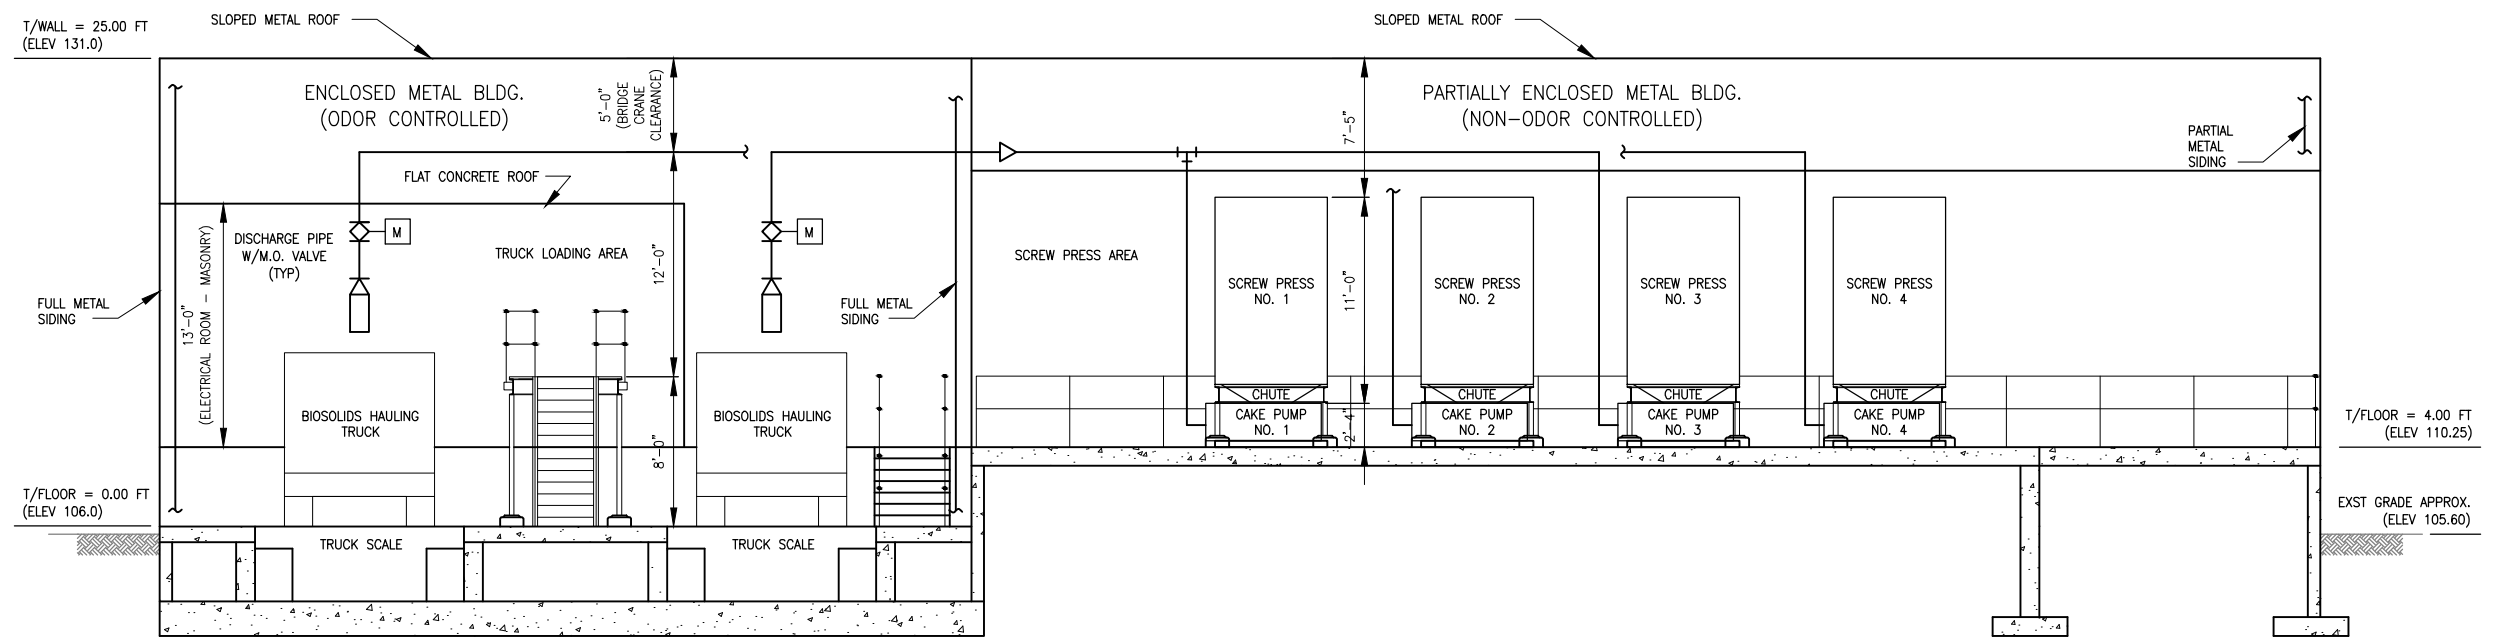 T/WALL = 25.00 FT
(ELEV 131.0)
SLOPED METAL ROOF
SLOPED METAL ROOF
ENCLOSED METAL BLDG.
(ODOR CONTROLLED)
5'-0"
(BRIDGE
CRANE
CLEARANCE)
7'-5"
PARTIALLY ENCLOSED METAL BLDG.
(NON-ODOR CONTROLLED)
PARTIAL
METAL
SIDING
FLAT CONCRETE ROOF
DISCHARGE PIPE
W/M.O. VALVE
(TYP)
M
TRUCK LOADING AREA
12'-0"
M
SCREW PRESS AREA
FULL METAL
SIDING
13'-0"
(ELECTRICAL ROOM - MASONRY)
FULL METAL
SIDING
11'-0"
SCREW PRESS
NO. 1
SCREW PRESS
NO. 2
SCREW PRESS
NO. 3
SCREW PRESS
NO. 4
CHUTE
CHUTE
CHUTE
CHUTE
BIOSOLIDS HAULING
TRUCK
8'-0"
BIOSOLIDS HAULING
TRUCK
CAKE PUMP
NO. 1
2'-4"
CAKE PUMP
NO. 2
CAKE PUMP
NO. 3
CAKE PUMP
NO. 4
T/FLOOR = 4.00 FT
(ELEV 110.25)
T/FLOOR = 0.00 FT
(ELEV 106.0)
EXST GRADE APPROX.
(ELEV 105.60)
TRUCK SCALE
TRUCK SCALE